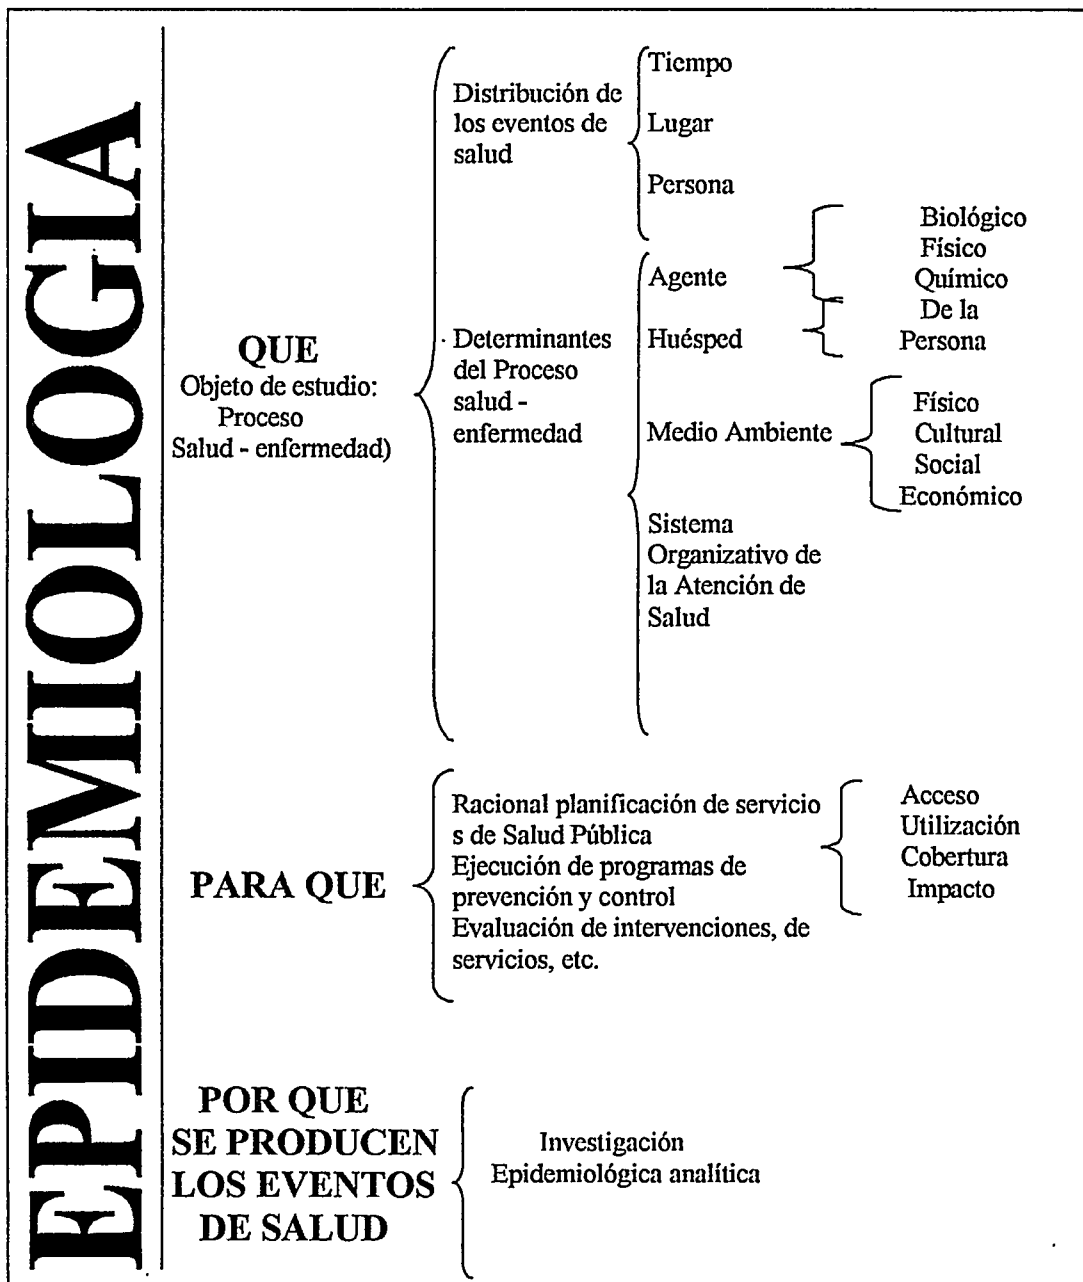 EPIDEMIOLOGIA
QUE
Objeto de estudio:
Proceso
Salud - enfermedad)
Distribución de
los eventos de
salud
Tiempo
Lugar
Persona
Determinantes
del Proceso
salud -
enfermedad
Agente
Biológico
Físico
Químico
Huésped
De la
Persona
Medio Ambiente
Físico
Cultural
Social
Económico
Sistema
Organizativo de
la Atención de
Salud
PARA QUE
Racional planificación de servicio
s de Salud Pública
Ejecución de programas de
prevención y control
Evaluación de intervenciones, de
servicios, etc.
Acceso
Utilización
Cobertura
Impacto
POR QUE
SE PRODUCEN
LOS EVENTOS
DE SALUD
Investigación
Epidemiológica analítica